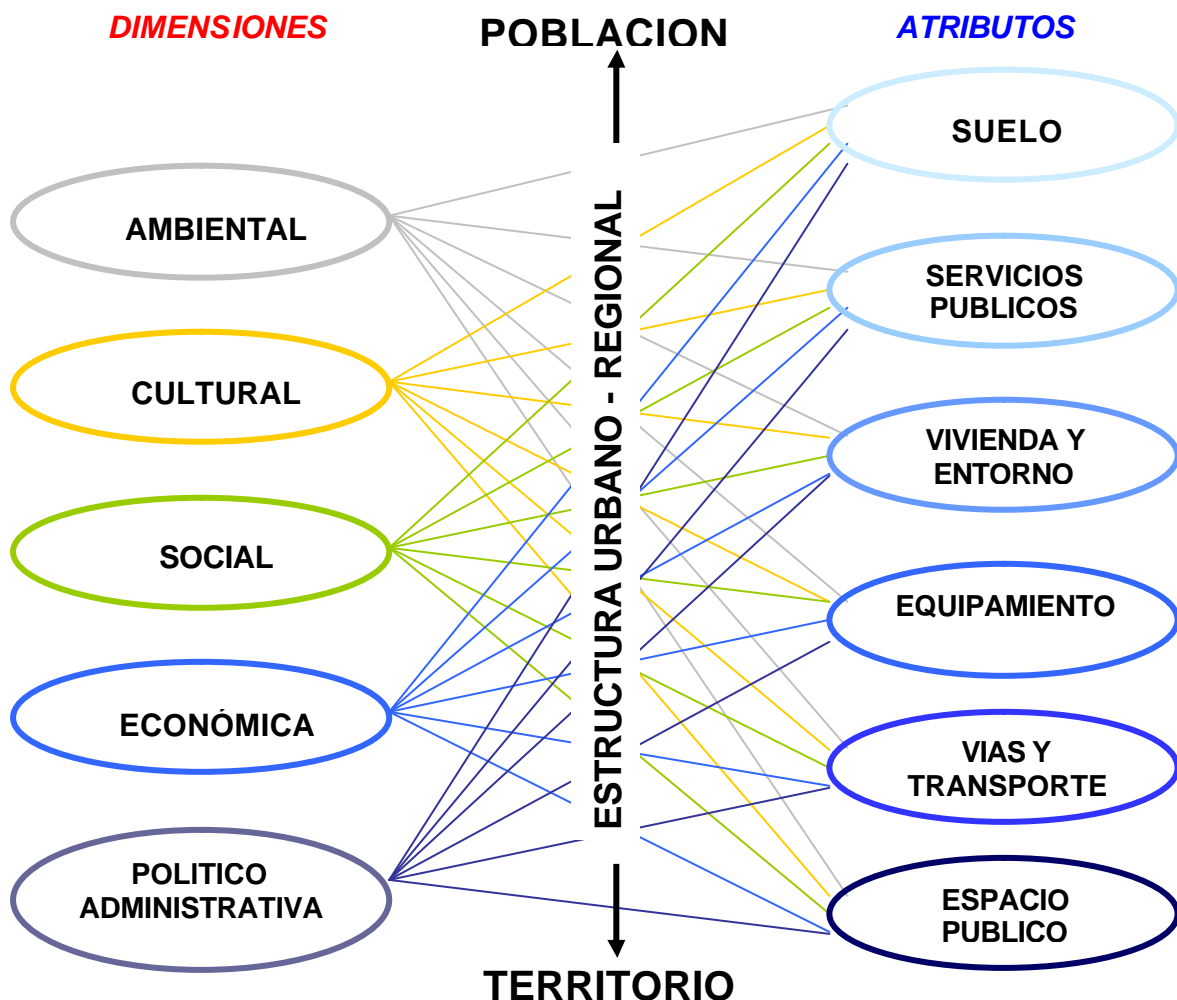 DIMENSIONES
POBLACION
ATRIBUTOS
SUELO
AMBIENTAL
SERVICIOS
PUBLICOS
CULTURAL
VIVIENDA Y
ENTORNO
SOCIAL
EQUIPAMIENTO
ECONÓMICA
VIAS Y
TRANSPORTE
POLITICO
ADMINISTRATIVA
ESPACIO
PUBLICO
ESTRUCTURA URBANO - REGIONAL
TERRITORIO